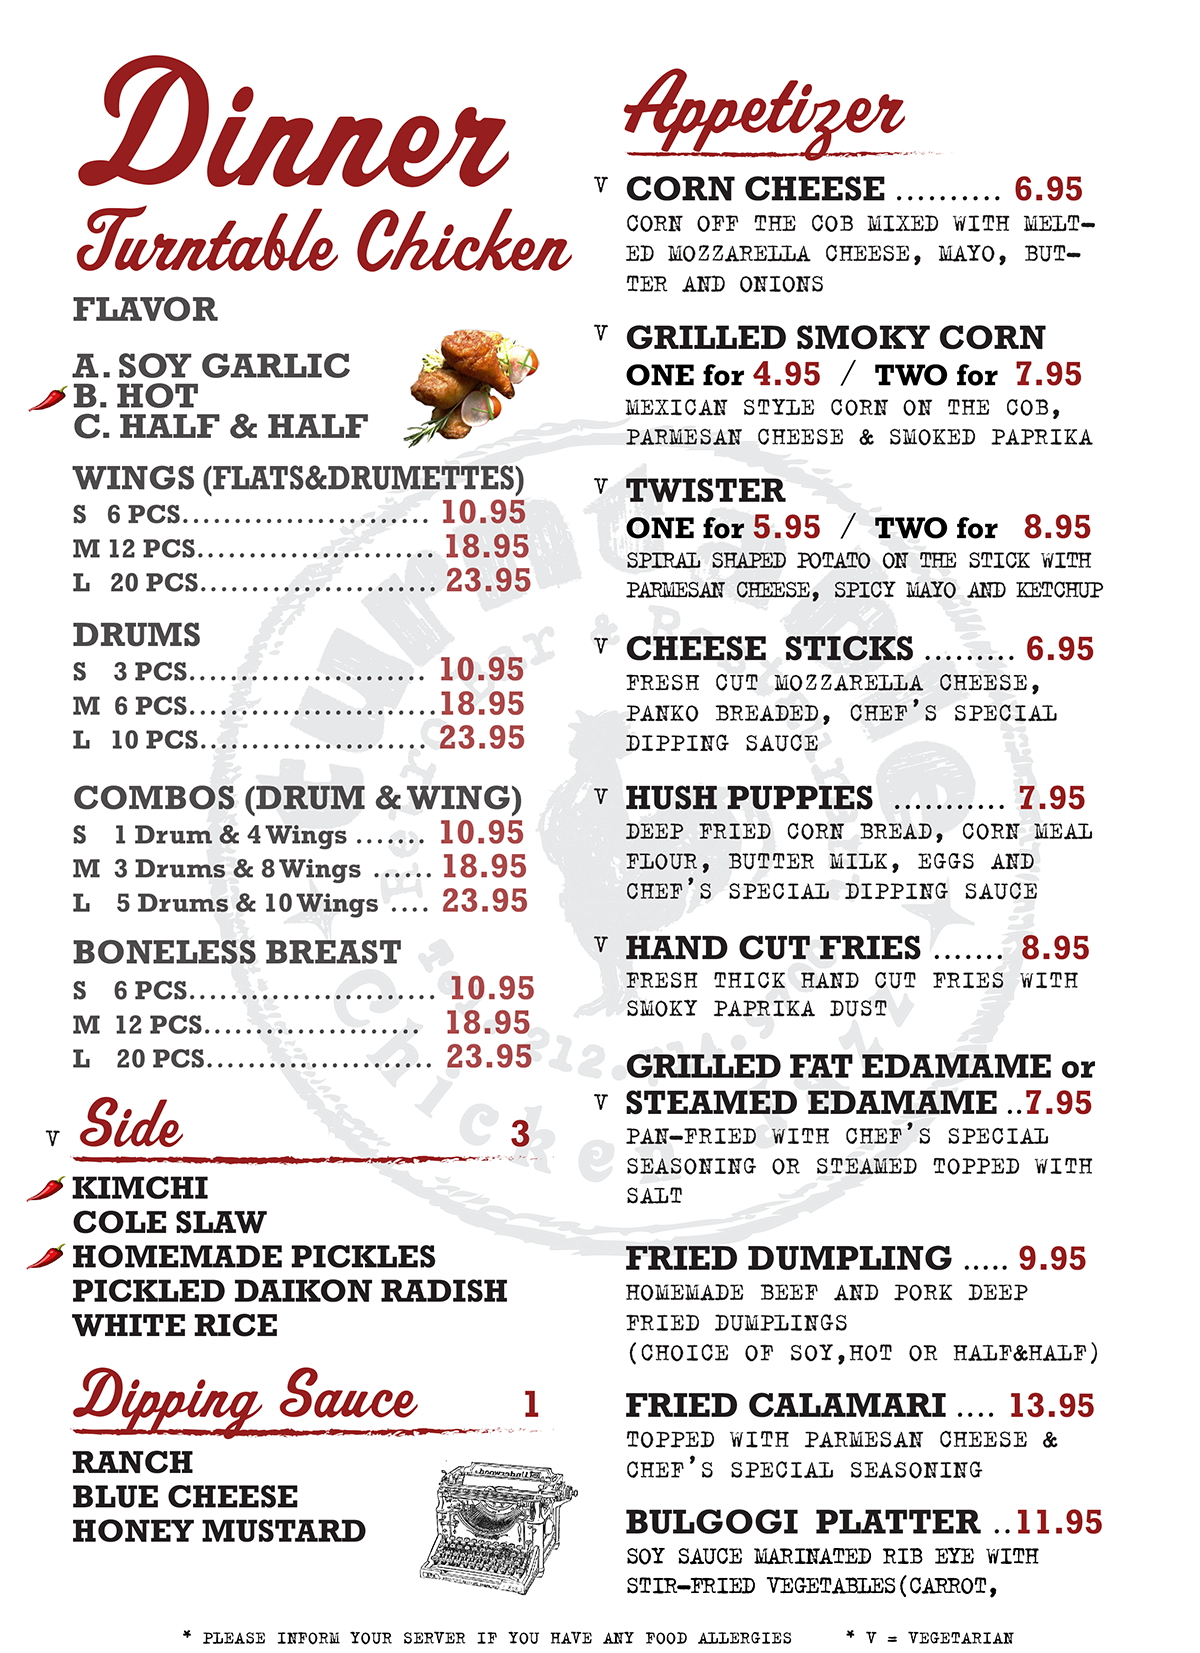 Dinner
Turntable Chicken
FLAVOR
A. SOY GARLIC
B. HOT
C. HALF & HALF
WINGS (FLATS&DRUMETTES)
S 6 PCS........................ 10.95
M 12 PCS....................... 18.95
L 20 PCS....................... 23.95
DRUMS
S 3 PCS....................... 10.95
M 6 PCS........................18.95
L 10 PCS...................... 23.95
COMBOS (DRUM & WING)
S 1 Drum & 4 Wings ....... 10.95
M 3 Drums & 8 Wings ...... 18.95
L 5 Drums & 10 Wings .... 23.95
BONELESS BREAST
S 6 PCS........................ 10.95
M 12 PCS..................... 18.95
L 20 PCS...................... 23.95
V Side 3
KIMCHI
COLE SLAW
HOMEMADE PICKLES
PICKLED DAIKON RADISH
WHITE RICE
Dipping Sauce 1
RANCH
BLUE CHEESE
HONEY MUSTARD
Underwood
Appetizer
V CORN CHEESE .......... 6.95
CORN OFF THE COB MIXED WITH MELT-
ED MOZZARELLA CHEESE, MAYO, BUT-
TER AND ONIONS
V GRILLED SMOKY CORN
ONE for 4.95 / TWO for 7.95
MEXICAN STYLE CORN ON THE COB,
PARMESAN CHEESE & SMOKED PAPRIKA
V TWISTER
ONE for 5.95 / TWO for 8.95
SPIRAL SHAPED POTATO ON THE STICK WITH
PARMESAN CHEESE, SPICY MAYO AND KETCHUP
V CHEESE STICKS ......... 6.95
FRESH CUT MOZZARELLA CHEESE,
PANKO BREADED, CHEF'S SPECIAL
DIPPING SAUCE
V HUSH PUPPIES ........... 7.95
DEEP FRIED CORN BREAD, CORN MEAL
FLOUR, BUTTER MILK, EGGS AND
CHEF'S SPECIAL DIPPING SAUCE
V HAND CUT FRIES ....... 8.95
FRESH THICK HAND CUT FRIES WITH
SMOKY PAPRIKA DUST
GRILLED FAT EDAMAME or
V STEAMED EDAMAME ..7.95
PAN-FRIED WITH CHEF'S SPECIAL
SEASONING OR STEAMED TOPPED WITH
SALT
FRIED DUMPLING ..... 9.95
HOMEMADE BEEF AND PORK DEEP
FRIED DUMPLINGS
(CHOICE OF SOY,HOT OR HALF&HALF)
FRIED CALAMARI .... 13.95
TOPPED WITH PARMESAN CHEESE &
CHEF'S SPECIAL SEASONING
BULGOGI PLATTER ..11.95
SOY SAUCE MARINATED RIB EYE WITH
STIR-FRIED VEGETABLES(CARROT,
* PLEASE INFORM YOUR SERVER IF YOU HAVE ANY FOOD ALLERGIES * V = VEGETARIAN
turntable
Retro Bar &
Chicken